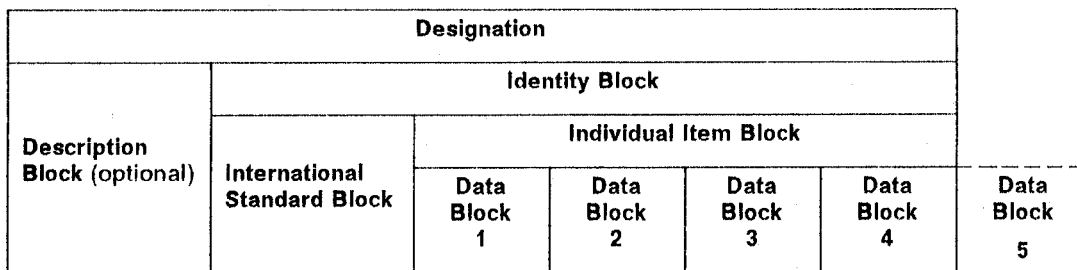 Designation
Identity Block
Description
Block (optional)
International
Standard Block
Individual Item Block
Data
Block
1
Data
Block
2
Data
Block
3
Data
Block
4
Data
Block
5